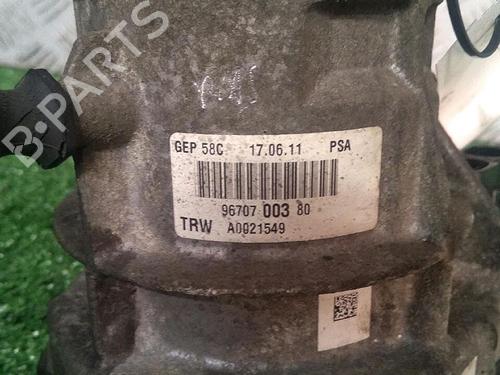 B-PARTS
GEP 58C 17.06.11 PSA
96707 003 80
TRW A0021549